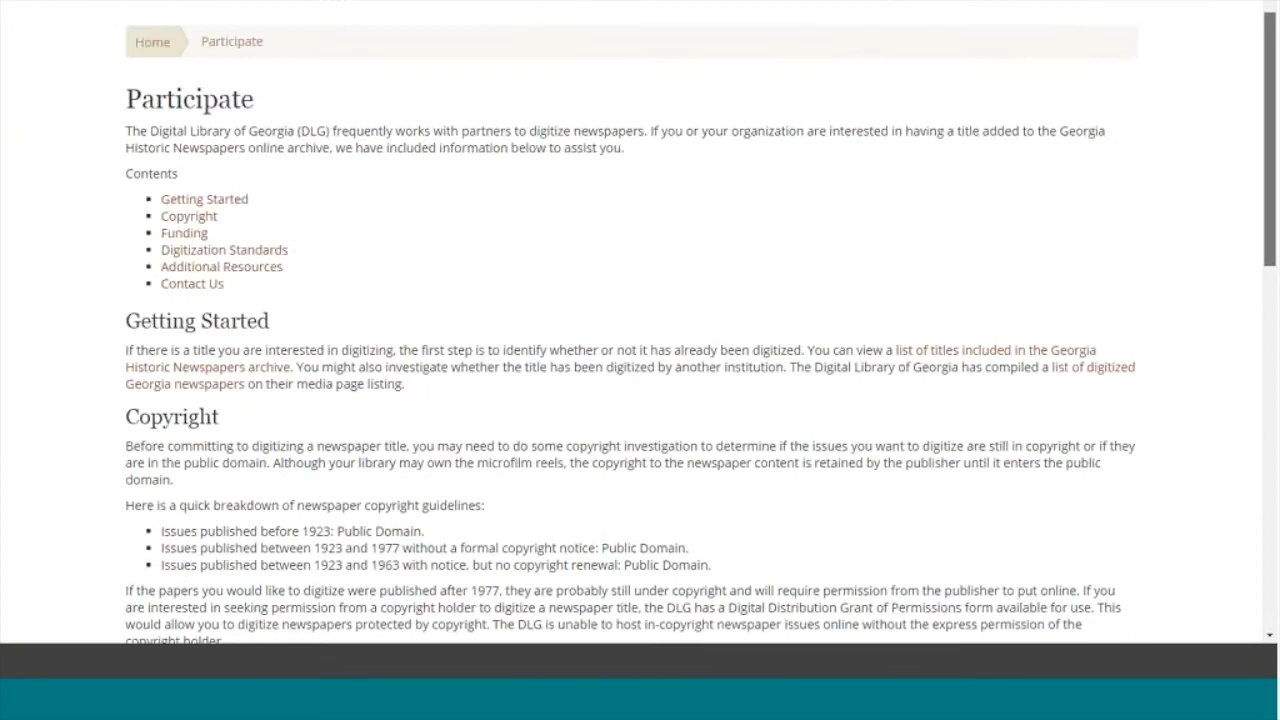 Home Participate
Participate
The Digital Library of Georgia (DLG) frequently works with partners to digitize newspapers. If you or your organization are interested in having a title added to the Georgia
Historic Newspapers online archive, we have included information below to assist you.
Contents
Getting Started
Copyright
Funding
Digitization Standards
Additional Resources
Contact Us
Getting Started
If there is a title you are interested in digitizing, the first step is to identify whether or not it has already been digitized. You can view a list of titles included in the Georgia
Historic Newspapers archive. You might also investigate whether the title has been digitized by another institution. The Digital Library of Georgia has compiled a list of digitized
Georgia newspapers on their media page listing.
Copyright
Before committing to digitizing a newspaper title, you may need to do some copyright investigation to determine if the issues you want to digitize are still in copyright or if they
are in the public domain. Although your library may own the microfilm reels, the copyright to the newspaper content is retained by the publisher until it enters the public
domain.
Here is a quick breakdown of newspaper copyright guidelines:
Issues published before 1923: Public Domain.
Issues published between 1923 and 1977 without a formal copyright notice: Public Domain.
Issues published between 1923 and 1963 with notice, but no copyright renewal: Public Domain.
If the papers you would like to digitize were published after 1977, they are probably still under copyright and will require permission from the publisher to put online. If you
are interested in seeking permission from a copyright holder to digitize a newspaper title, the DLG has a Digital Distribution Grant of Permissions form available for use. This
would allow you to digitize newspapers protected by copyright. The DLG is unable to host in-copyright newspaper issues online without the express permission of the
copyright holder.